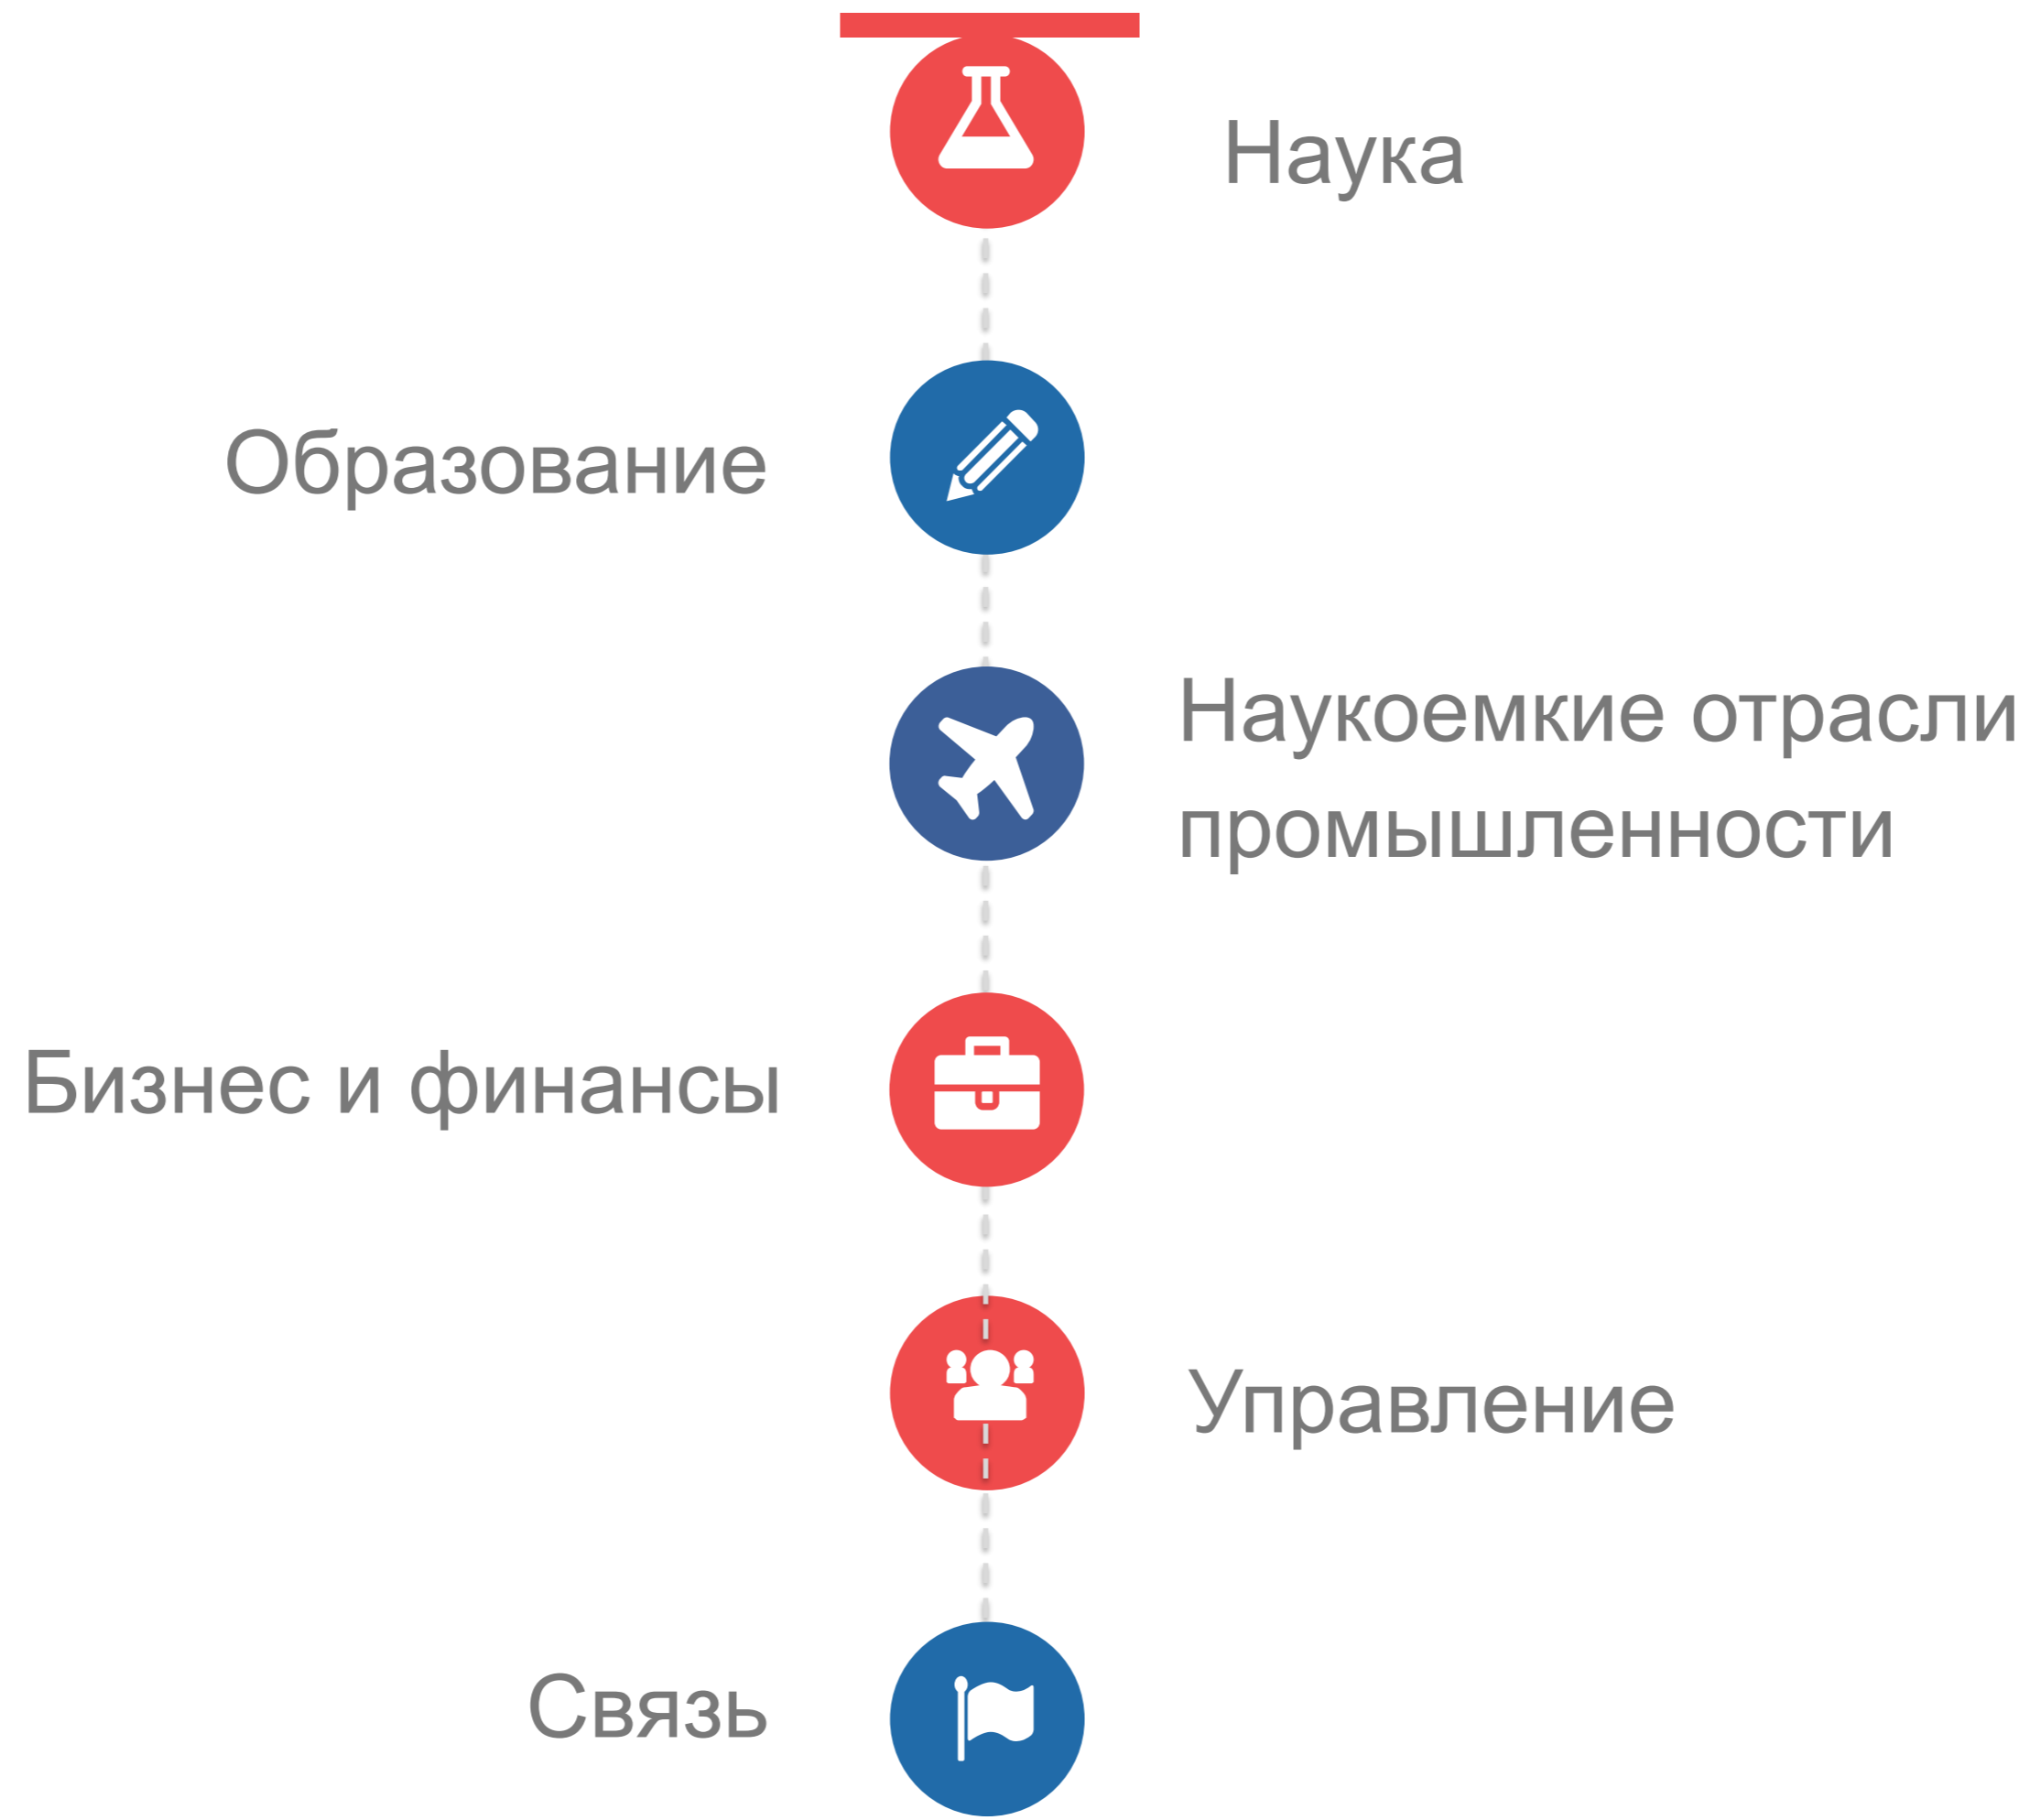 Наука
Образование
Наукоемкие отрасли
промышленности
Бизнес и финансы
Управление
Связь